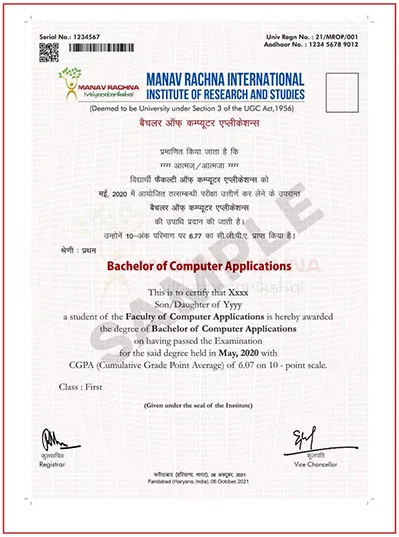 Serial No.: 1234567
Univ Regn No. : 21/MROF/001
Aadhaar No. : 1234 5678 9012
MANAV RACHNA
vidyanatariksha
MANAV RACHNA INTERNATIONAL
INSTITUTE OF RESEARCH AND STUDIES
(Deemed to be University under Section 3 of the UGC Act,1956)
बैचलर ऑफ़ कम्प्यूटर एप्लीकेशन्स
प्रमाणित किया जाता है कि
"" आत्मज/आत्मजा ""
विद्यार्थी फैकल्टी ऑफ़ कम्प्यूटर एप्लीकेशन्स को
मई, 2020 में आयोजित तत्सम्बन्धी परीक्षा उत्तीर्ण कर लेने के उपरान्त
बैचलर ऑफ़ कम्प्यूटर एप्लीकेशन्स
की उपाधि प्रदान की जाती है।
उन्होंने 10-अंक परिमाण पर 6.77 का सी.जी.पी.ए. प्राप्त किया है।
श्रेणी : प्रथम
Bachelor of Computer Applications
This is to certify that Xxxx
Son/Daughter of Yyyy
a student of the Faculty of Computer Applications is hereby awarded
the degree of Bachelor of Computer Applications
on having passed the Examination
for the said degree held in May, 2020 with
CGPA (Cumulative Grade Point Average) of 6.07 on 10 - point scale.
Class : First
(Given under the seal of the Institute)
SAMPLE
कुलसचिव
Registrar
कुलपति
Vice Chancellor
फरीदाबाद (हरियाणा, भारत), 06 अक्टूबर, 2021
Faridabad (Haryana, India), 06 October, 2021